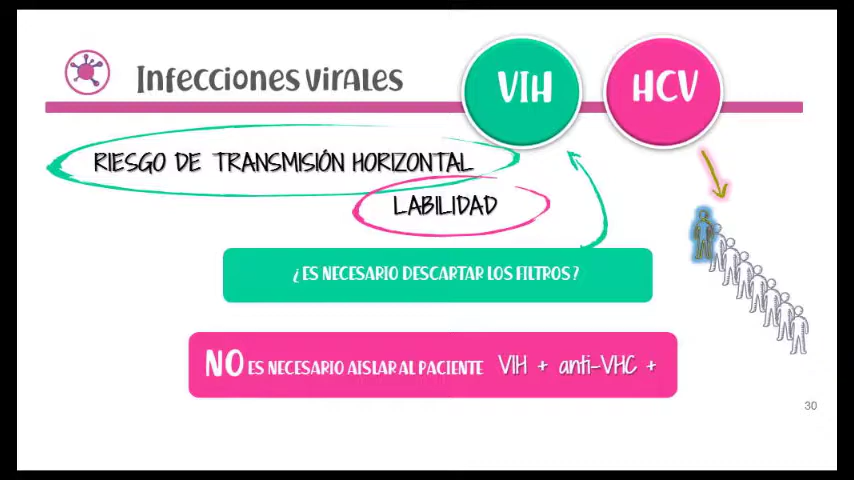 Infecciones virales
VIH
HCV
RIESGO DE TRANSMISIÓN HORIZONTAL
LABILIDAD
¿ES NECESARIO DESCARTAR LOS FILTROS?
NO ES NECESARIO AISLAR AL PACIENTE VIH + anti-VHC +
30